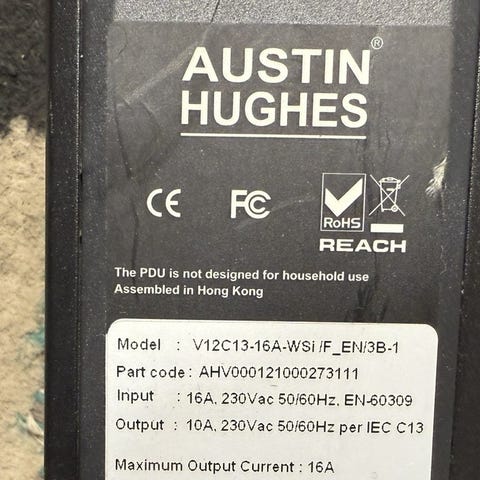 AUSTIN®
HUGHES
CE FC RoHS
REACH
The PDU is not designed for household use
Assembled in Hong Kong
Model : V12C13-16A-WSi /F_EN/3B-1
Part code : AHV000121000273111
Input : 16A, 230Vac 50/60Hz, EN-60309
Output : 10A, 230Vac 50/60Hz per IEC C13
Maximum Output Current : 16A